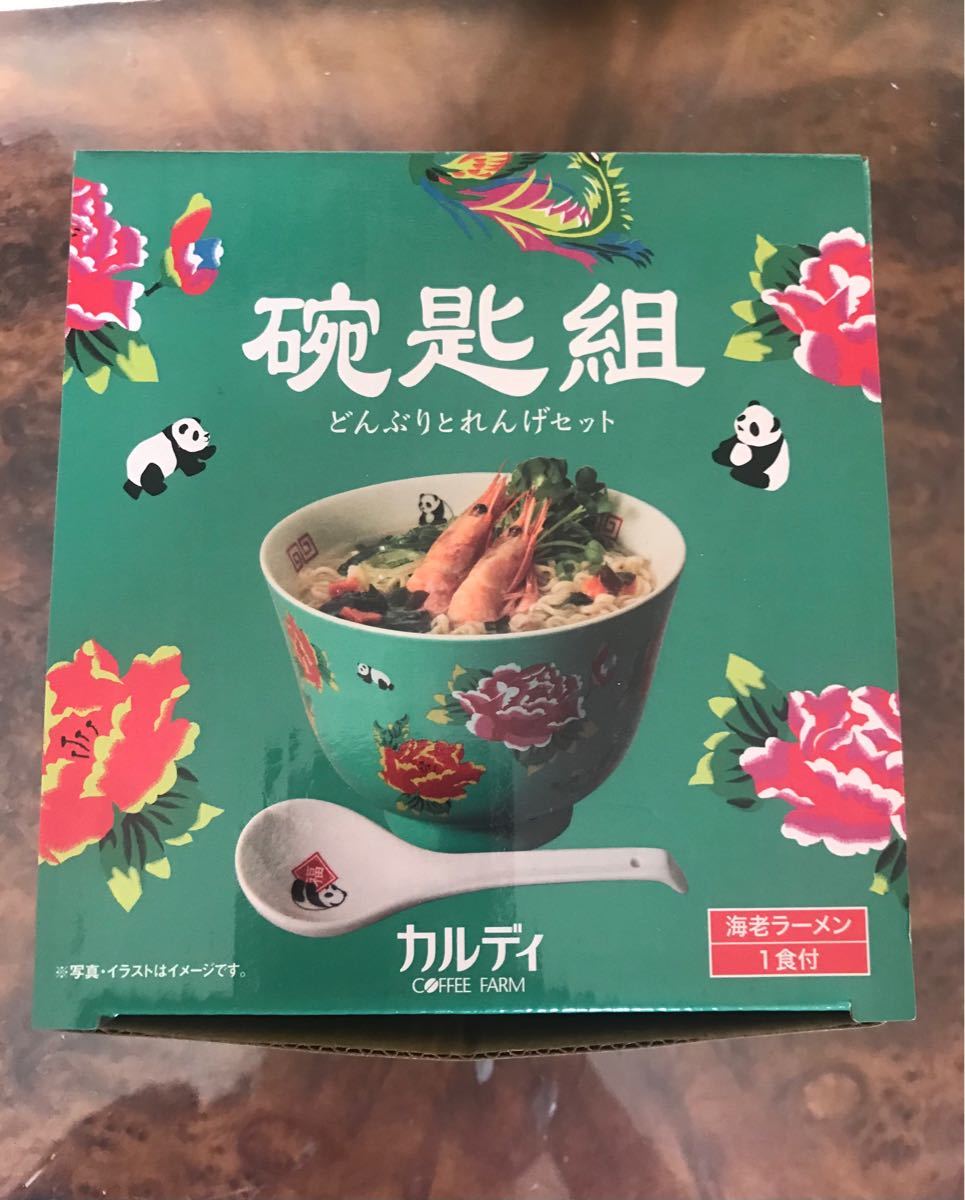 碗匙組
どんぶりとれんげセット
福
カルディ
COFFEE FARM
海老ラーメン
1食付
※写真・イラストはイメージです。